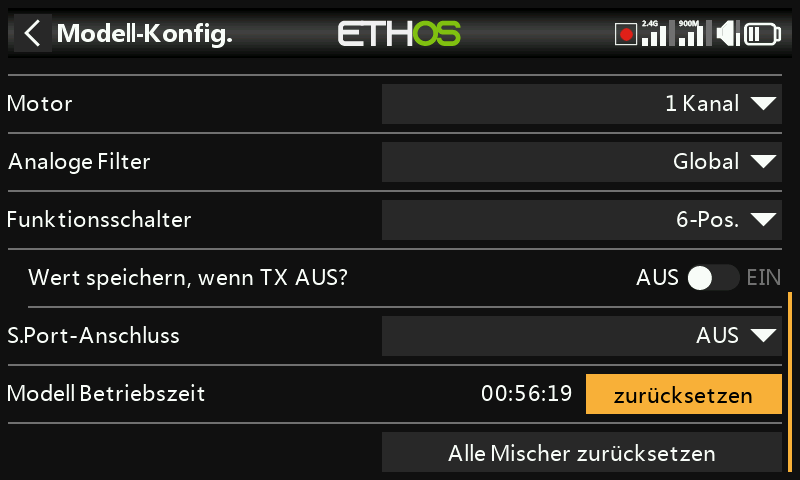 Modell-Konfig.
ETHOS
2.4G
900M
Motor
1 Kanal
Analoge Filter
Global
Funktionsschalter
6-Pos.
Wert speichern, wenn TX AUS?
AUS
EIN
S.Port-Anschluss
AUS
Modell Betriebszeit
00:56:19
zurücksetzen
Alle Mischer zurücksetzen